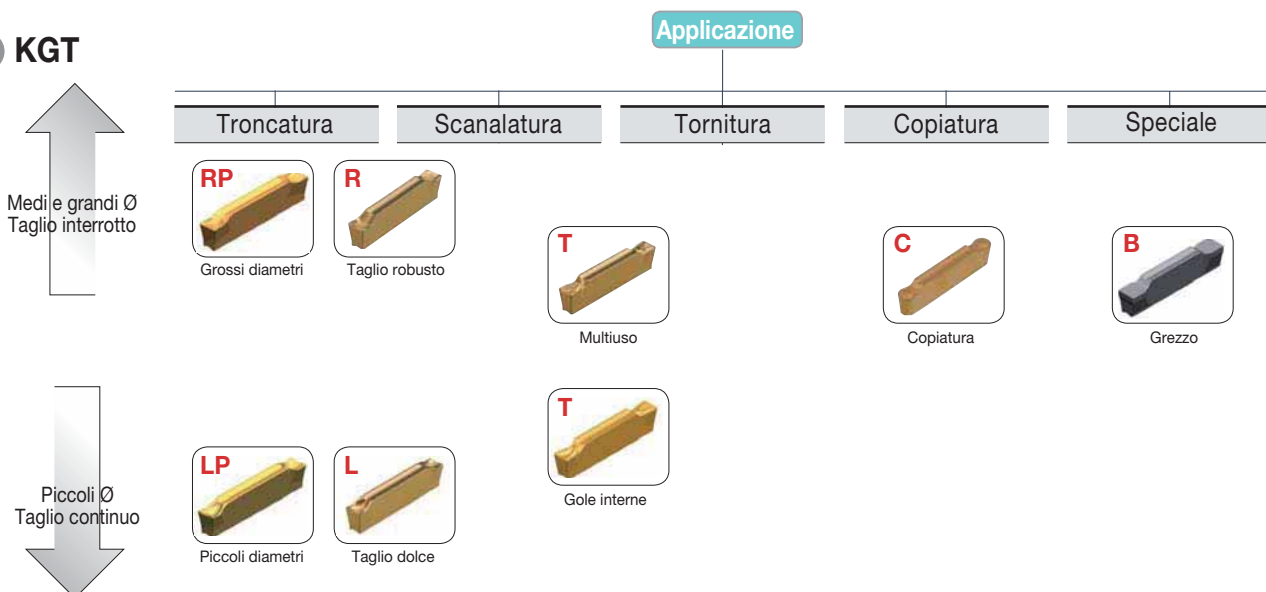 KGT
Applicazione
Troncatura
Scanalatura
Tornitura
Copiatura
Speciale
Medi e grandi Ø
Taglio interrotto
RP
Grossi diametri
R
Taglio robusto
T
Multiuso
C
Copiatura
B
Grezzo
Piccoli Ø
Taglio continuo
LP
Piccoli diametri
L
Taglio dolce
T
Gole interne